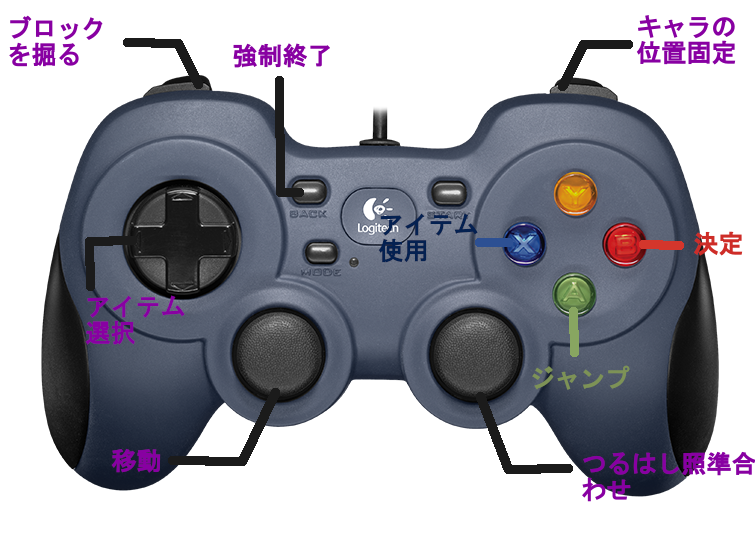 ブロック
を掘る
強制終了
キャラの
位置固定
BACK
START
Logitech
MODE
Y
X
B
A
アイテム
使用
決定
アイテム
選択
ジャンプ
移動
つるはし照準合
わせ